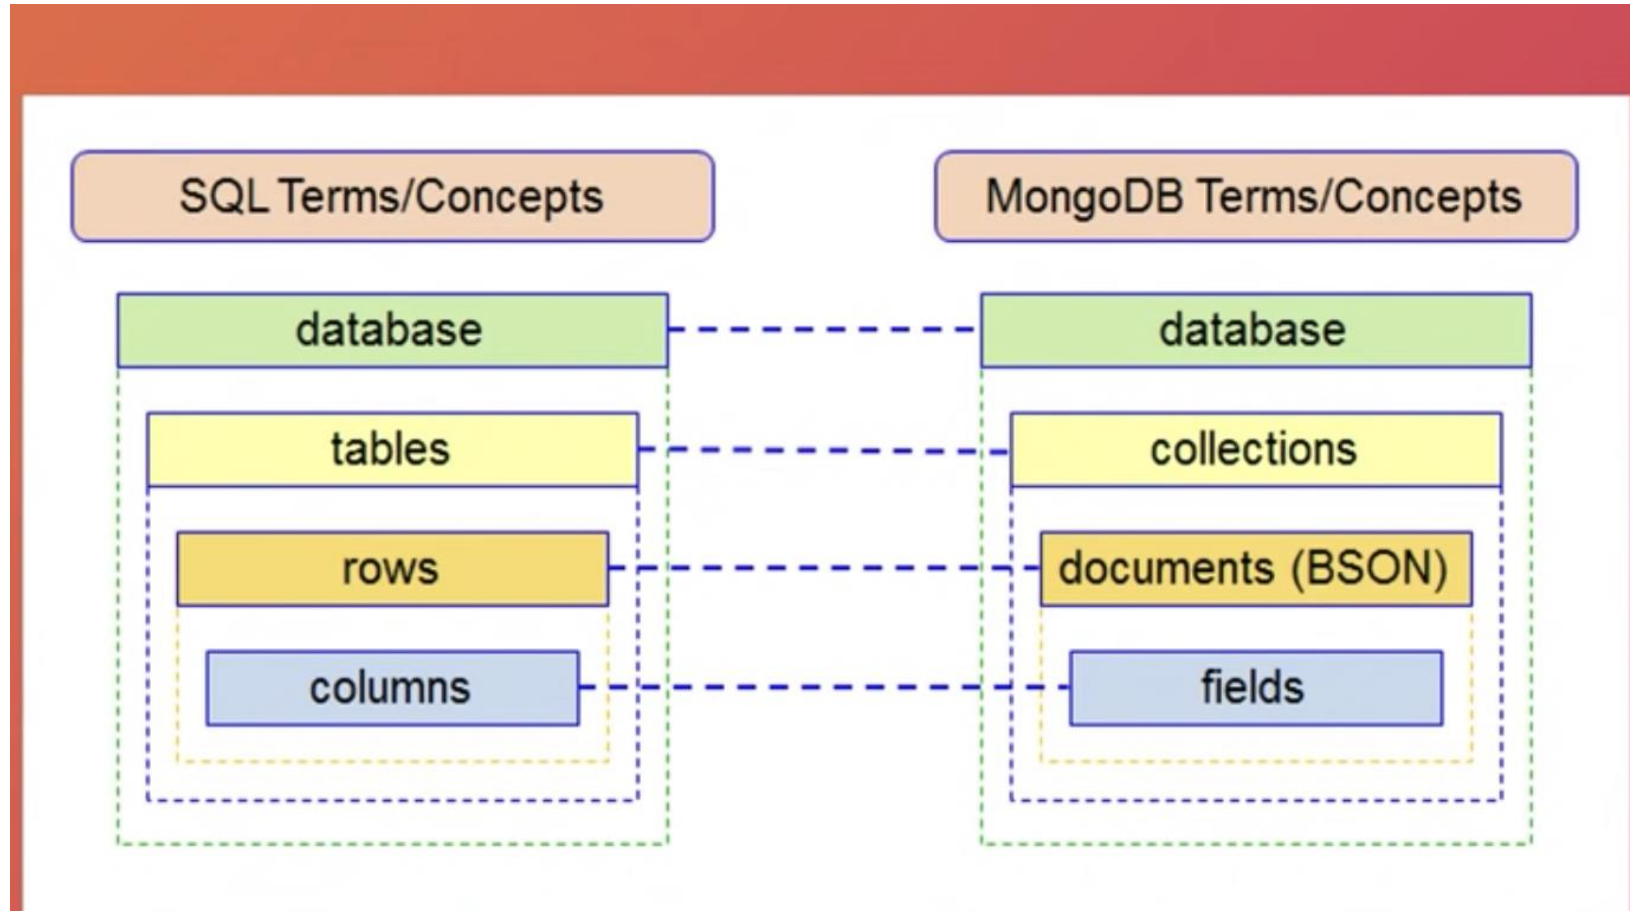 SQL Terms/Concepts
MongoDB Terms/Concepts
database
database
tables
collections
rows
documents (BSON)
columns
fields